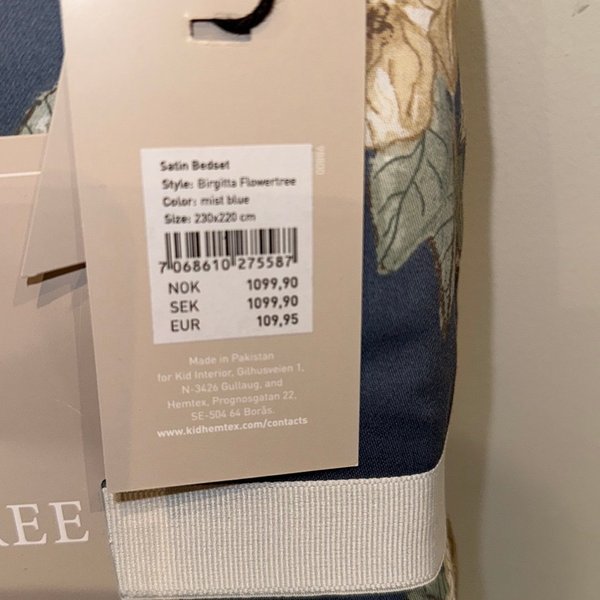 98800
Satin Bedset
Style: Birgitta Flowertree
Color: mist blue
Size: 230x220 cm
7 068610 275587
NOK 1099,90
SEK 1099,90
EUR 109,95
Made in Pakistan
for Kid Interior, Gilhusveien 1,
N-3426 Gullaug, and
Hemtex, Prognosgatan 22,
SE-504 64 Borås.
www.kidhemtex.com/contacts
REE